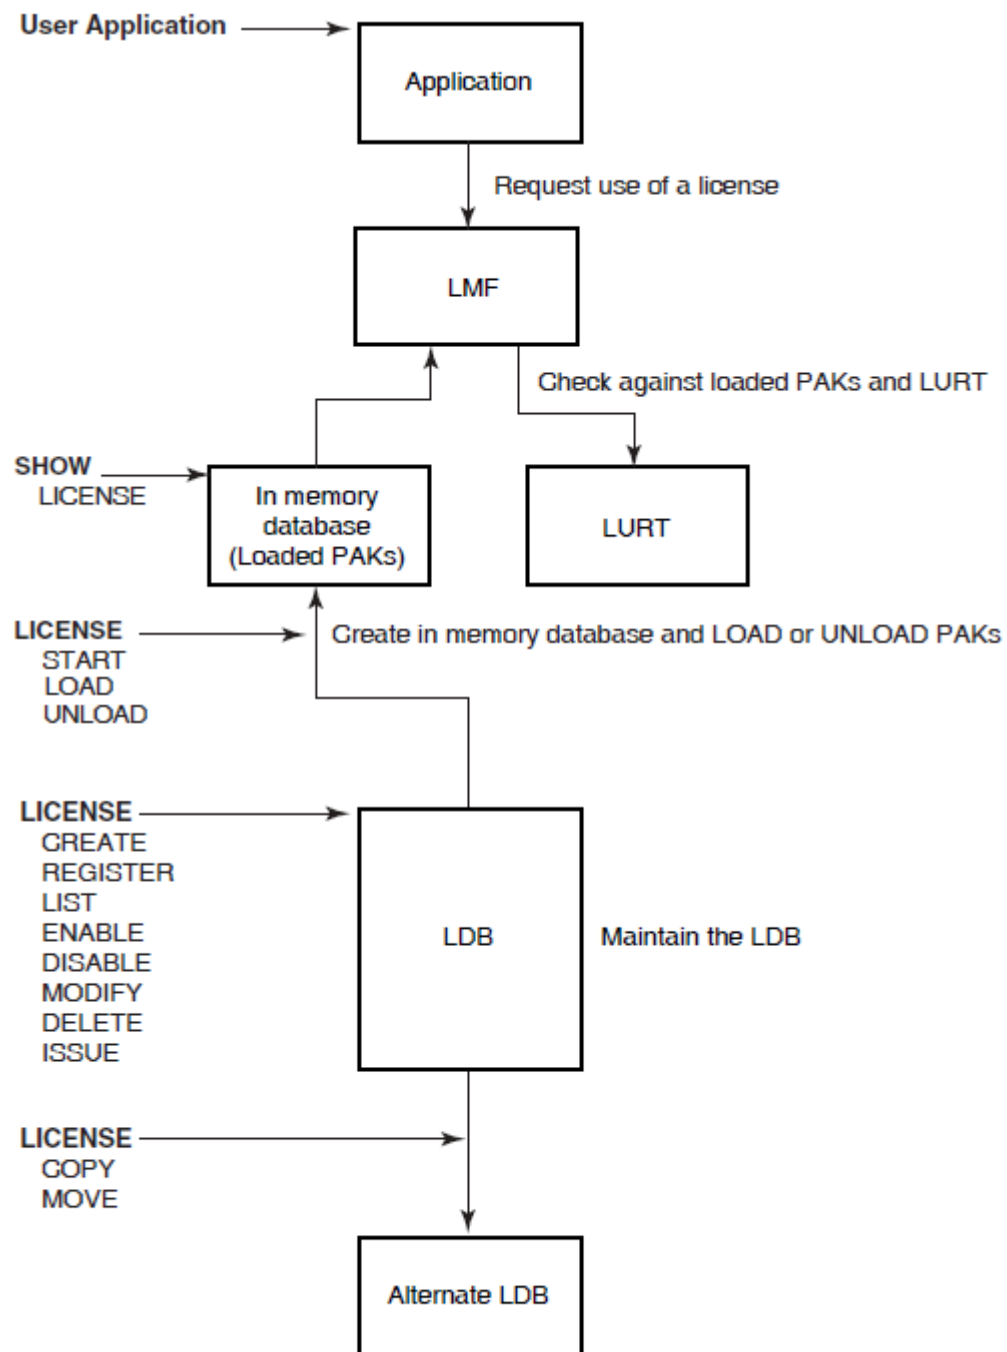 User Application
Application
Request use of a license
LMF
Check against loaded PAKs and LURT
SHOW
LICENSE
In memory
database
(Loaded PAKs)
LURT
LICENSE
START
LOAD
UNLOAD
Create in memory database and LOAD or UNLOAD PAKs
LICENSE
CREATE
REGISTER
LIST
ENABLE
DISABLE
MODIFY
DELETE
ISSUE
LDB
Maintain the LDB
LICENSE
COPY
MOVE
Alternate LDB